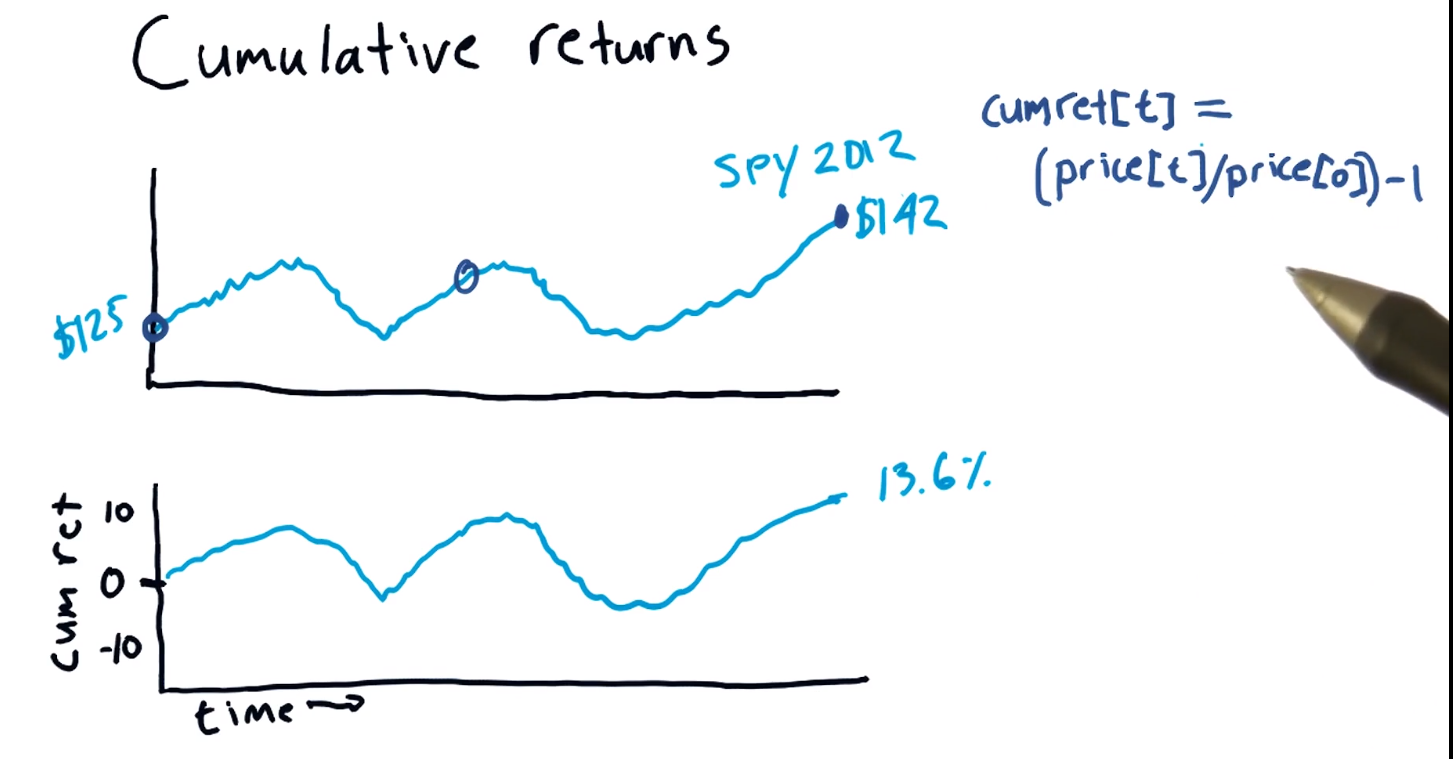 Cumulative returns
cumret[t] =
(price[t]/price[0])-1
SPY 2012
$142
$125
13.6%
10
0
-10
cum ret
time →